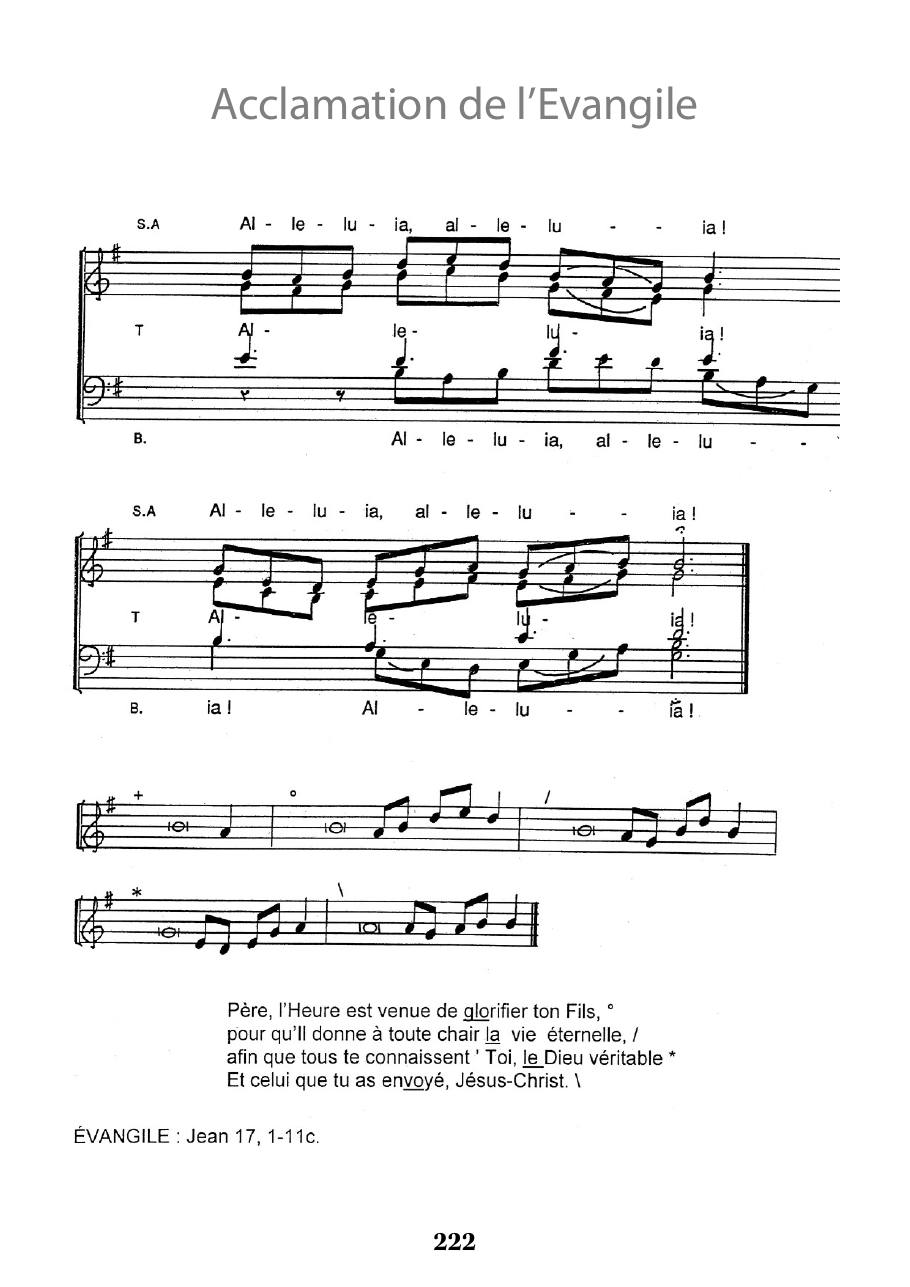 Acclamation de l’Evangile
S.A Al - le - lu - ia, al - le - lu - - ia !
T Al - le - lu - ia !
B. Al - le - lu - ia, al - le - lu - -
S.A Al - le - lu - ia, al - le - lu - - ia !
T Al - le - lu - ia !
B. ia ! Al - le - lu - - ia !
+ ° /
* \
Père, l’Heure est venue de glorifier ton Fils, °
pour qu’Il donne à toute chair la vie éternelle, /
afin que tous te connaissent ' Toi, le Dieu véritable *
Et celui que tu as envoyé, Jésus-Christ. \
ÉVANGILE : Jean 17, 1-11c.
222